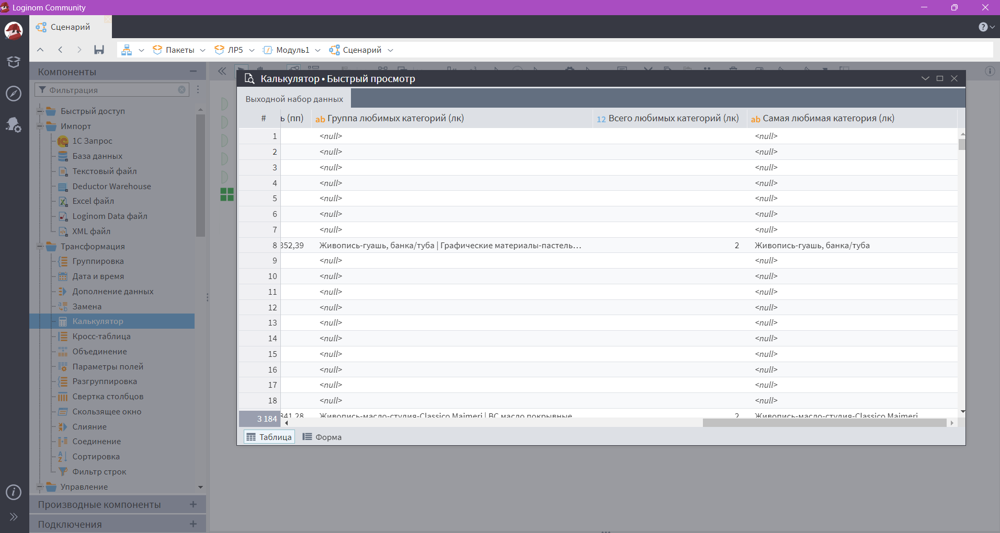 Loginom Community
Сценарий
Пакеты
ЛР5
Модуль1
Сценарий
Компоненты
Фильтрация
Быстрый доступ
Импорт
1С Запрос
База данных
Текстовый файл
Deductor Warehouse
Excel файл
Loginom Data файл
XML файл
Трансформация
Группировка
Дата и время
Дополнение данных
Замена
Калькулятор
Кросс-таблица
Объединение
Параметры полей
Разгруппировка
Свертка столбцов
Скользящее окно
Слияние
Соединение
Сортировка
Фильтр строк
Управление
Производные компоненты
Подключения
Калькулятор • Быстрый просмотр
Выходной набор данных
# ь (пп) ab Группа любимых категорий (лк) 12 Всего любимых категорий (лк) ab Самая любимая категория (лк)
1 <null> <null>
2 <null> <null>
3 <null> <null>
4 <null> <null>
5 <null> <null>
6 <null> <null>
7 <null> <null>
8 352,39 Живопись-гуашь, банка/туба | Графические материалы-пастель... 2 Живопись-гуашь, банка/туба
9 <null> <null>
10 <null> <null>
11 <null> <null>
12 <null> <null>
13 <null> <null>
14 <null> <null>
15 <null> <null>
16 <null> <null>
17 <null> <null>
18 <null> <null>
341,28 Живопись-масло-студия-Classico Maimeri | ВС масло покрывные 2 Живопись-масло-студия-Classico Maimeri
3 184
Таблица Форма